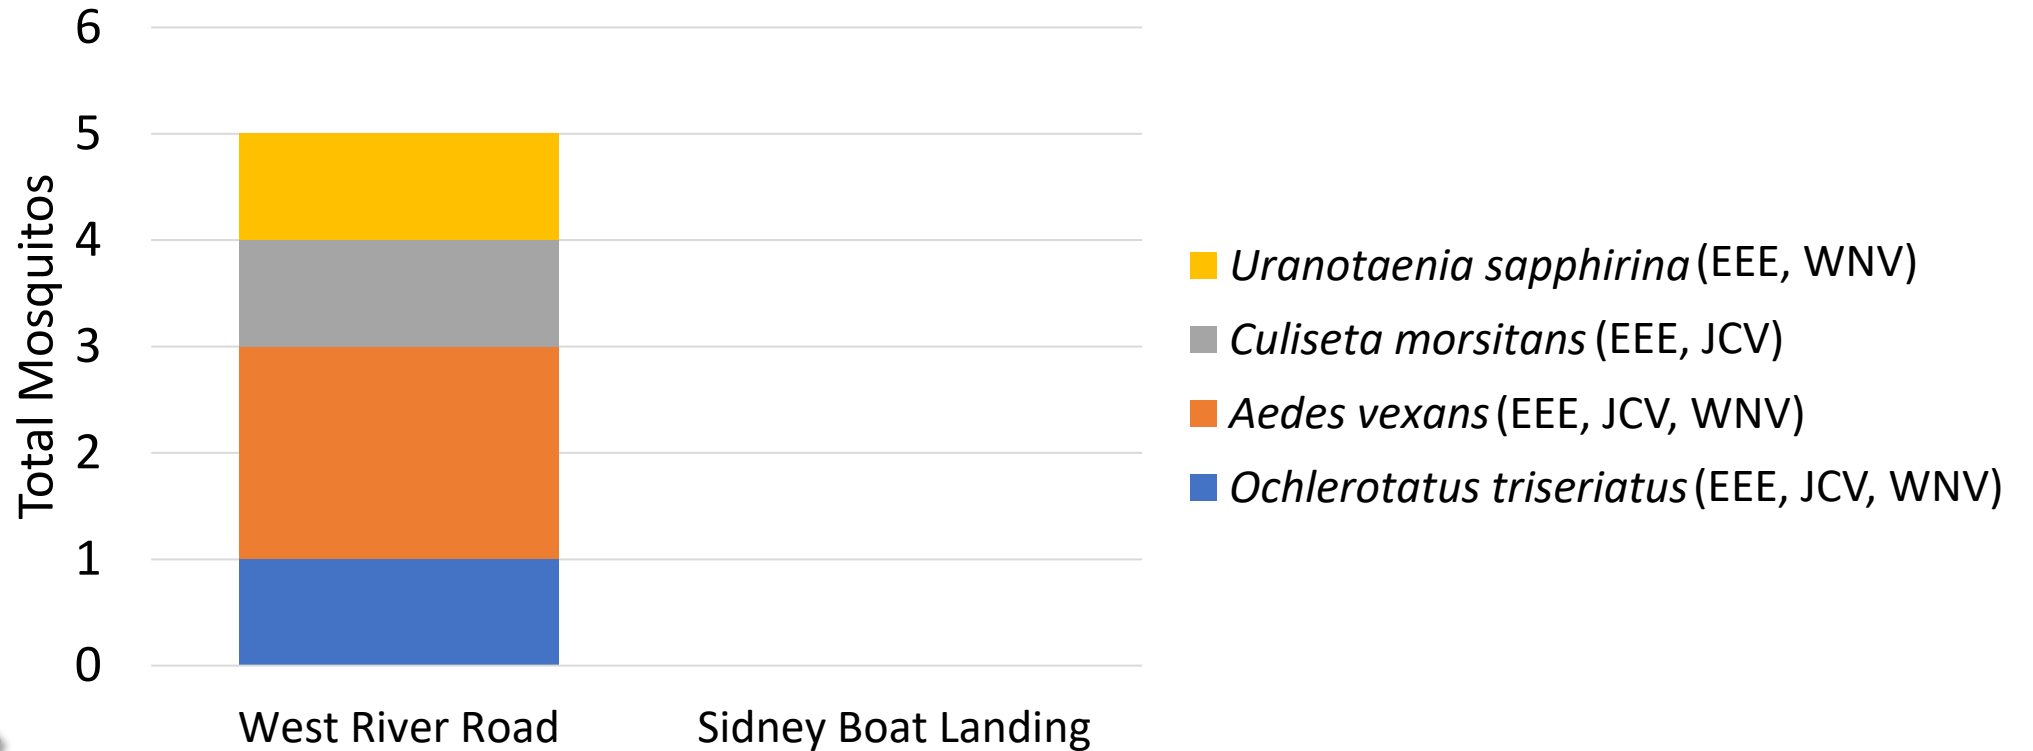 6
5
4
3
2
1
0
Total Mosquitos
West River Road
Sidney Boat Landing
Uranotaenia sapphirina (EEE, WNV)
Culiseta morsitans (EEE, JCV)
Aedes vexans (EEE, JCV, WNV)
Ochlerotatus triseriatus (EEE, JCV, WNV)